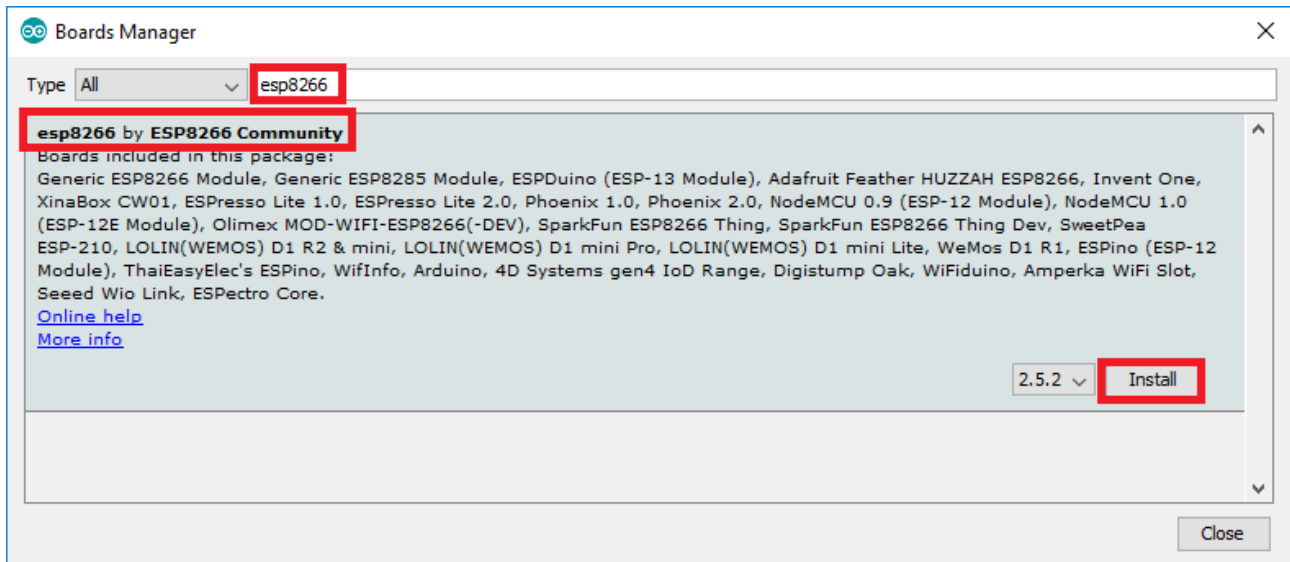 Boards Manager
Type All esp8266
esp8266 by ESP8266 Community
Boards included in this package:
Generic ESP8266 Module, Generic ESP8285 Module, ESPDuino (ESP-13 Module), Adafruit Feather HUZZAH ESP8266, Invent One,
XinaBox CW01, ESPresso Lite 1.0, ESPresso Lite 2.0, Phoenix 1.0, Phoenix 2.0, NodeMCU 0.9 (ESP-12 Module), NodeMCU 1.0
(ESP-12E Module), Olimex MOD-WIFI-ESP8266(-DEV), SparkFun ESP8266 Thing, SparkFun ESP8266 Thing Dev, SweetPea
ESP-210, LOLIN(WEMOS) D1 R2 & mini, LOLIN(WEMOS) D1 mini Pro, LOLIN(WEMOS) D1 mini Lite, WeMos D1 R1, ESPino (ESP-12
Module), ThaiEasyElec's ESPino, WifInfo, Arduino, 4D Systems gen4 IoD Range, Digistump Oak, WiFiduino, Amperka WiFi Slot,
Seeed Wio Link, ESPectro Core.
Online help
More info
2.5.2 Install
Close